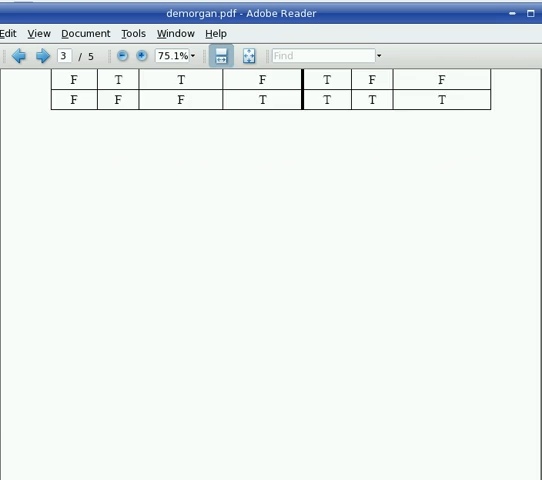 demorgan.pdf - Adobe Reader
Edit View Document Tools Window Help
3 / 5 75.1% Find
F T T F T F F
F F F T T T T